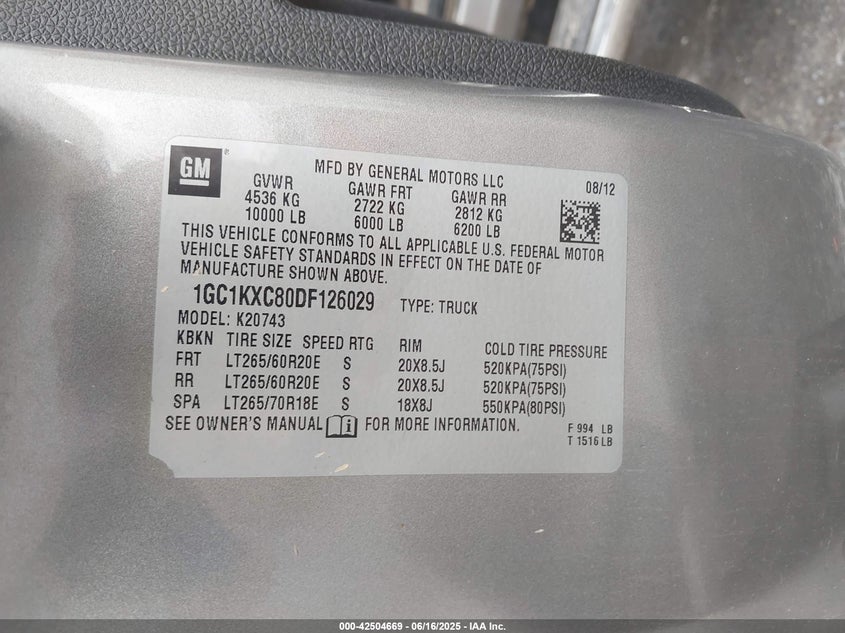 GM ®
MFD BY GENERAL MOTORS LLC
08/12
GVWR GAWR FRT GAWR RR
4536 KG 2722 KG 2812 KG
10000 LB 6000 LB 6200 LB
THIS VEHICLE CONFORMS TO ALL APPLICABLE U.S. FEDERAL MOTOR
VEHICLE SAFETY STANDARDS IN EFFECT ON THE DATE OF
MANUFACTURE SHOWN ABOVE.
1GC1KXC80DF126029 TYPE: TRUCK
MODEL: K20743
KBKN TIRE SIZE SPEED RTG RIM COLD TIRE PRESSURE
FRT LT265/60R20E S 20X8.5J 520KPA(75PSI)
RR LT265/60R20E S 20X8.5J 520KPA(75PSI)
SPA LT265/70R18E S 18X8J 550KPA(80PSI)
SEE OWNER'S MANUAL i FOR MORE INFORMATION.
F 994 LB
T 1516 LB
000-42504669 - 06/16/2025 - IAA Inc.